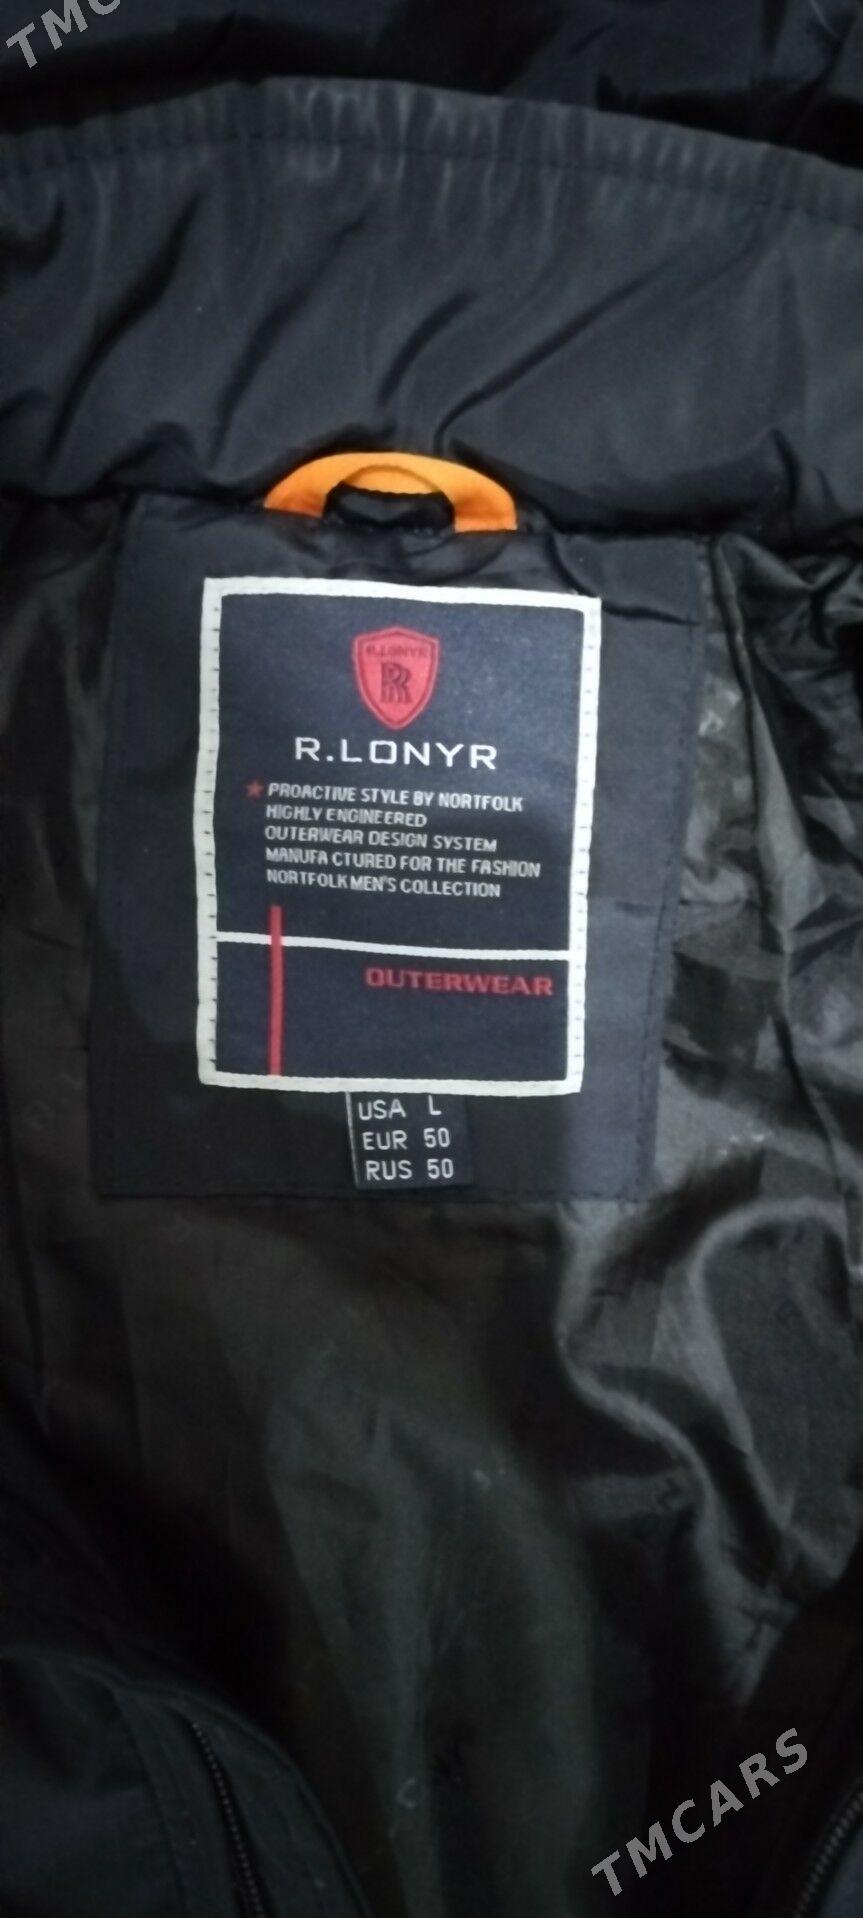 TMC
R.LONYR
RR
R.LONYR
★ PROACTIVE STYLE BY NORTFOLK
HIGHLY ENGINEERED
OUTERWEAR DESIGN SYSTEM
MANUFA CTURED FOR THE FASHION
NORTFOLK MEN'S COLLECTION
OUTERWEAR
USA L
EUR 50
RUS 50
TMCARS